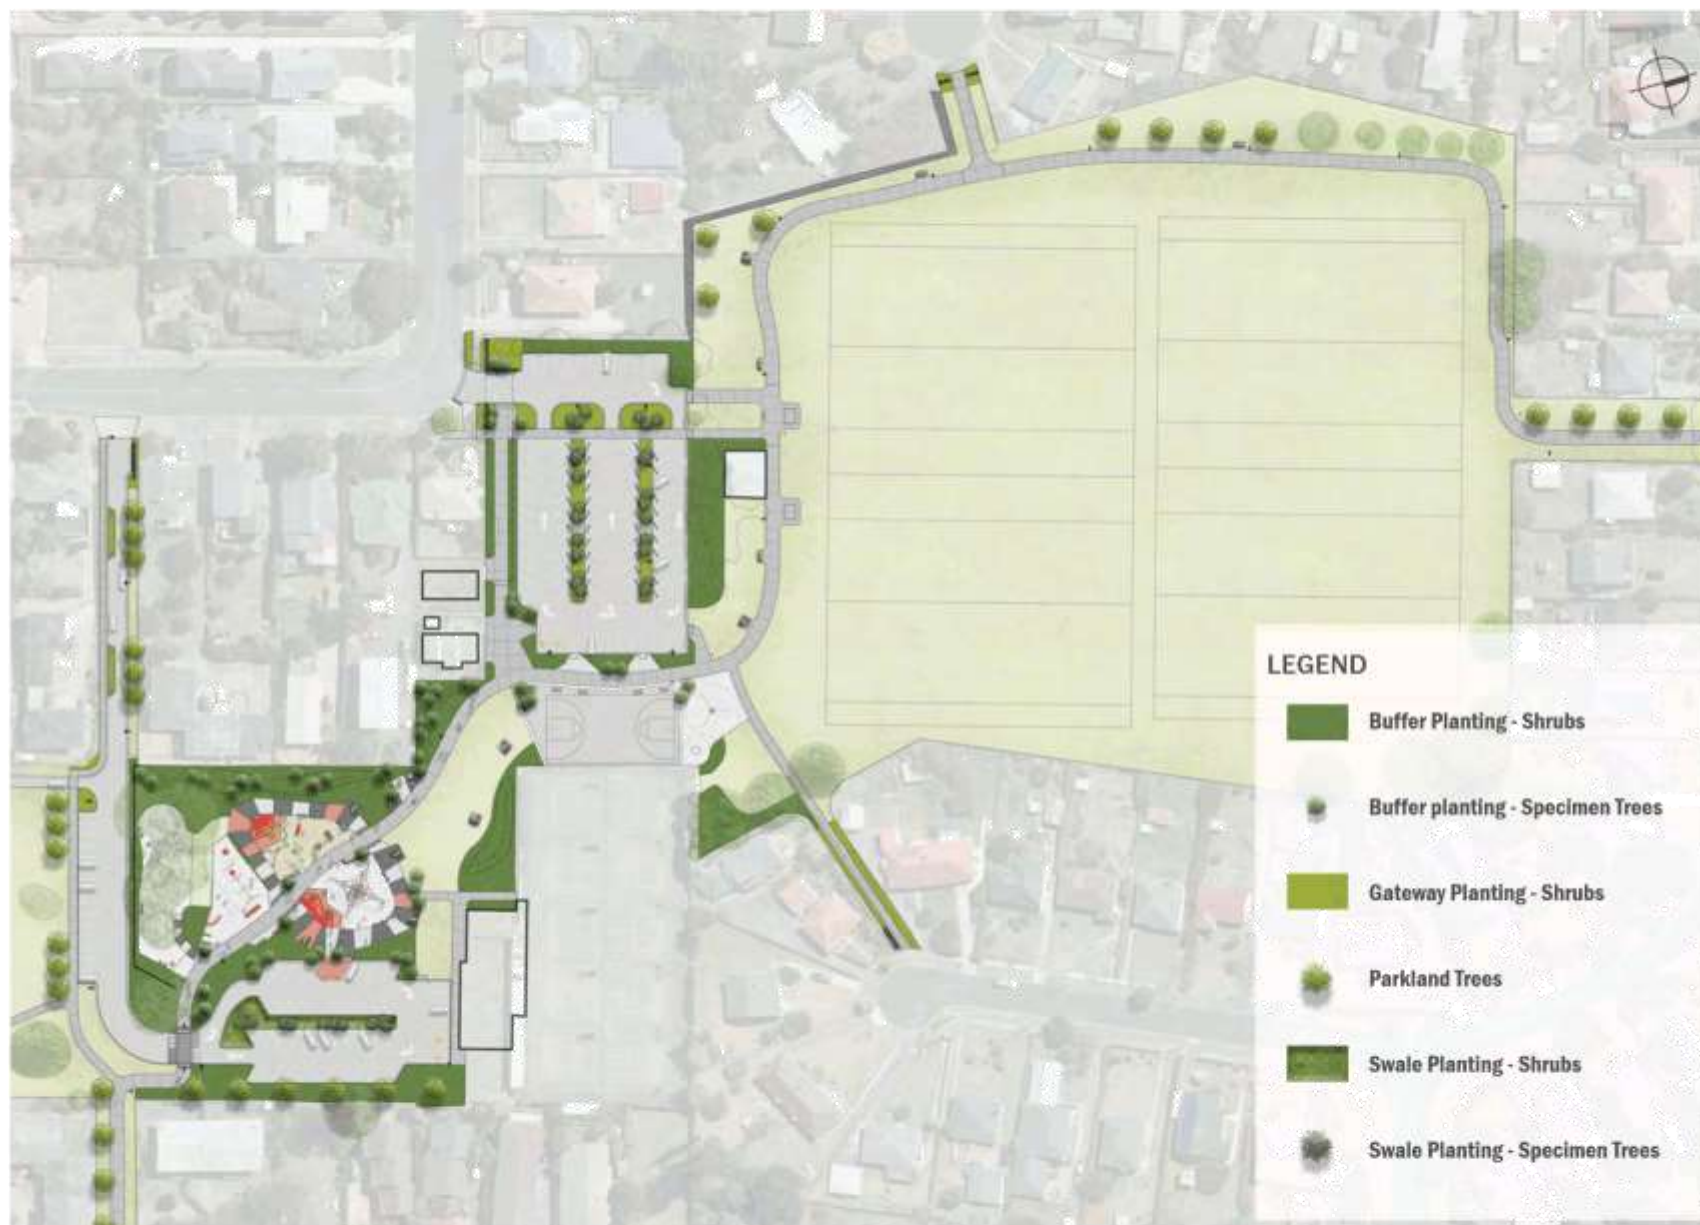 LEGEND
Buffer Planting - Shrubs
Buffer planting - Specimen Trees
Gateway Planting - Shrubs
Parkland Trees
Swale Planting - Shrubs
Swale Planting - Specimen Trees